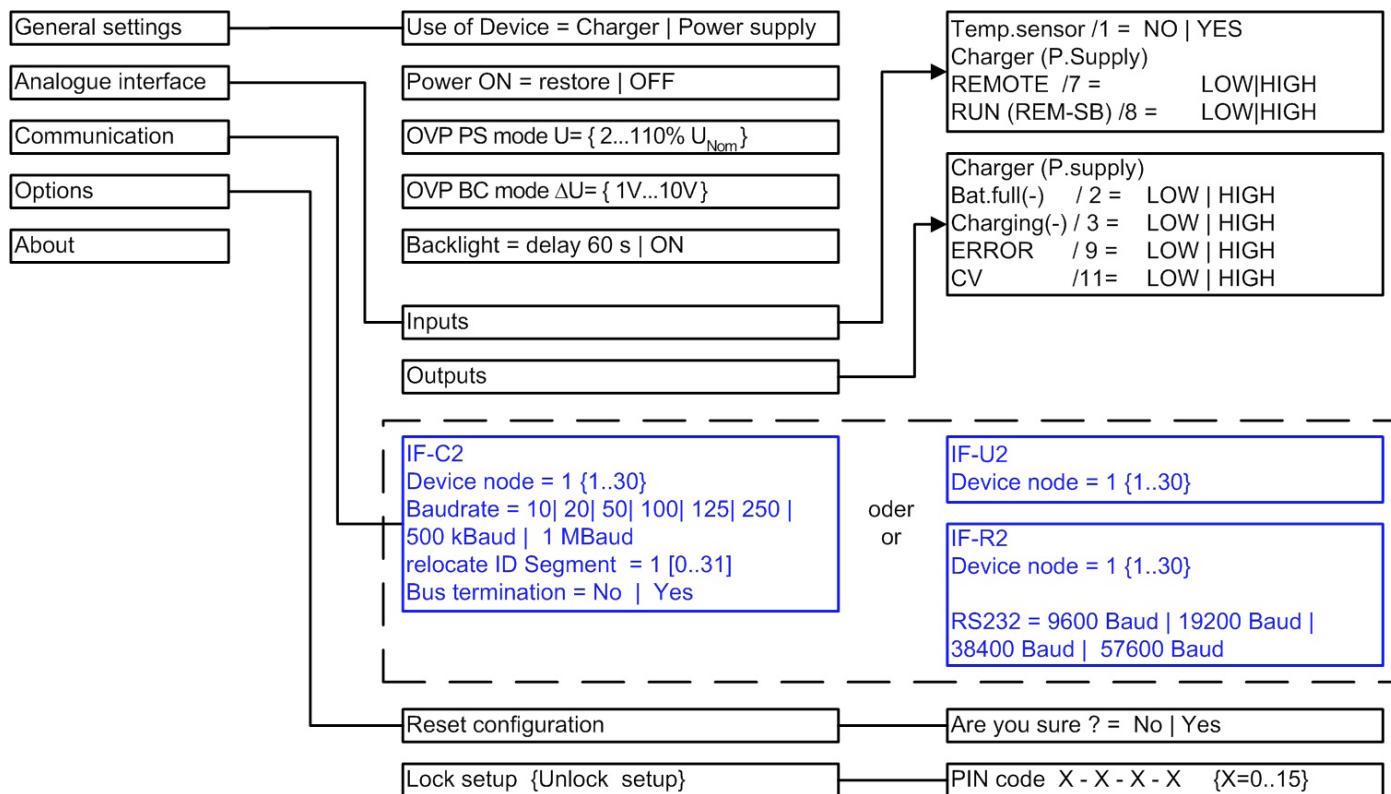 General settings
Analogue interface
Communication
Options
About
Use of Device = Charger | Power supply
Power ON = restore | OFF
OVP PS mode U= { 2...110% UNom }
OVP BC mode ∆U= { 1V...10V}
Backlight = delay 60 s | ON
Inputs
Outputs
Temp.sensor /1 = NO | YES
Charger (P.Supply)
REMOTE /7 = LOW|HIGH
RUN (REM-SB) /8 = LOW|HIGH
Charger (P.supply)
Bat.full(-) / 2 = LOW | HIGH
Charging(-) / 3 = LOW | HIGH
ERROR / 9 = LOW | HIGH
CV /11= LOW | HIGH
IF-C2
Device node = 1 {1..30}
Baudrate = 10| 20| 50| 100| 125| 250 |
500 kBaud | 1 MBaud
relocate ID Segment = 1 [0..31]
Bus termination = No | Yes
oder
or
IF-U2
Device node = 1 {1..30}
IF-R2
Device node = 1 {1..30}
RS232 = 9600 Baud | 19200 Baud |
38400 Baud | 57600 Baud
Reset configuration
Are you sure ? = No | Yes
Lock setup {Unlock setup}
PIN code X - X - X - X {X=0..15}